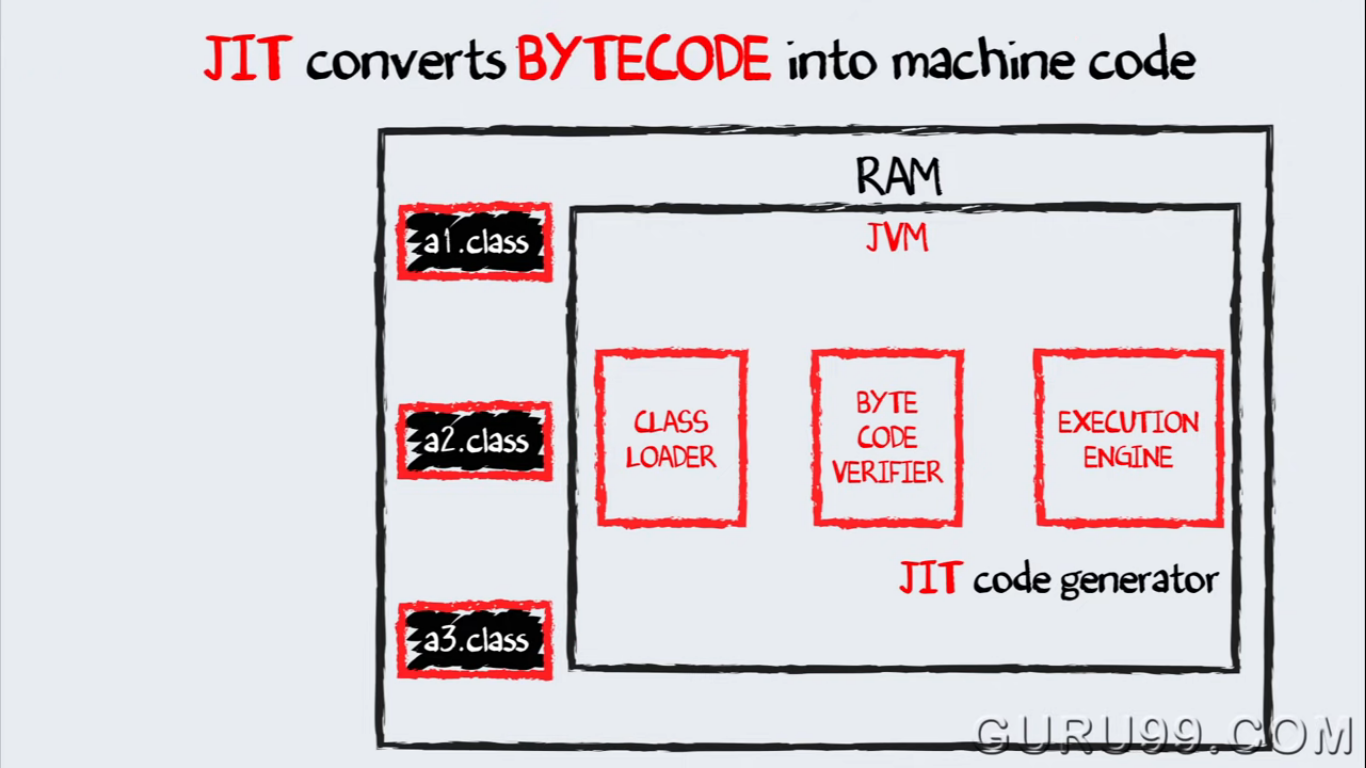 JIT converts BYTECODE into machine code
RAM
JVM
a1.class
a2.class
a3.class
CLASS
LOADER
BYTE
CODE
VERIFIER
EXECUTION
ENGINE
JIT code generator
GURU99.COM